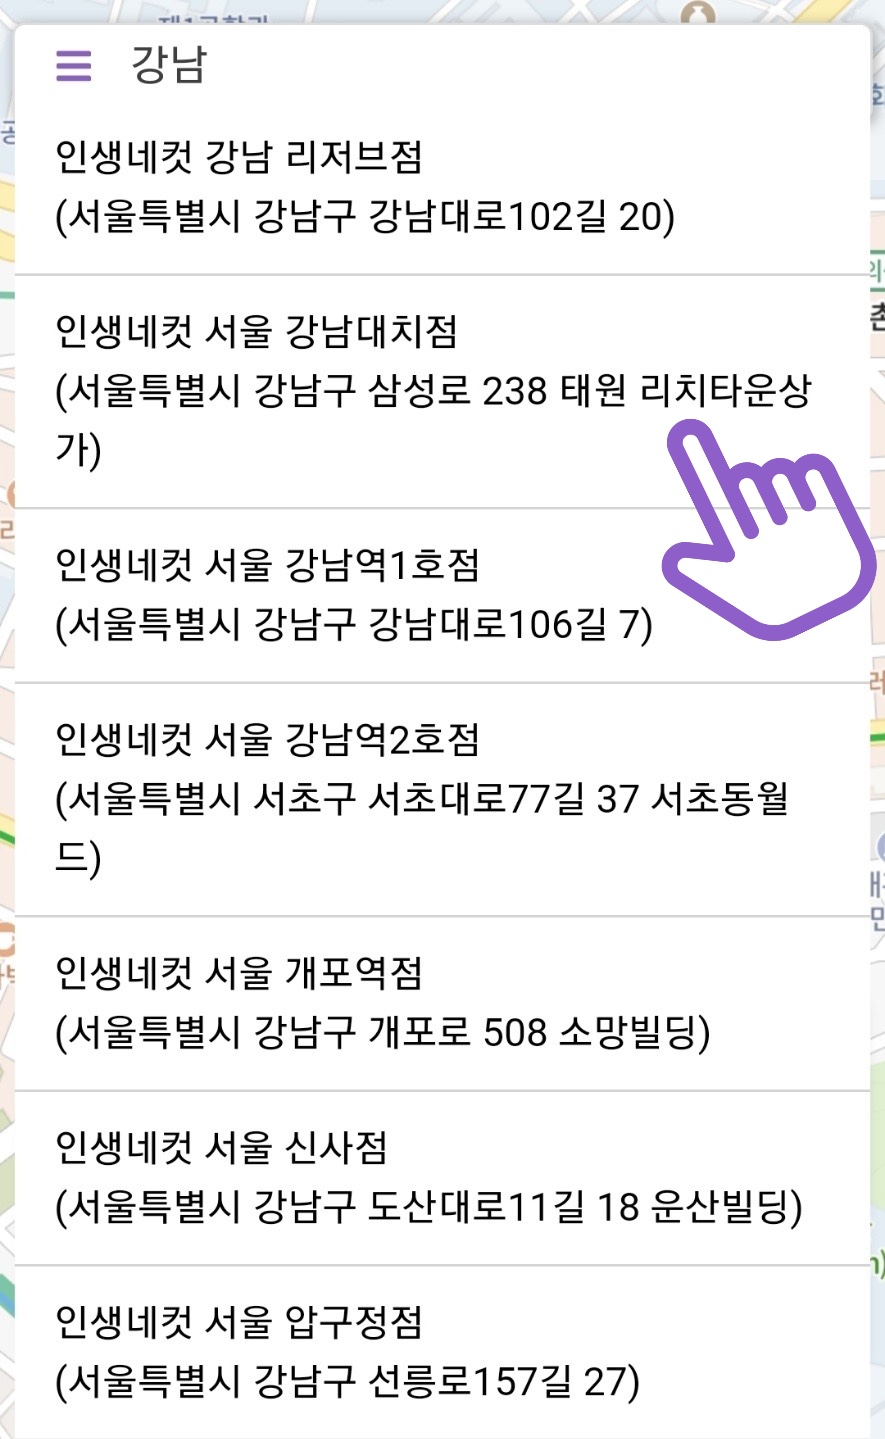 강남
인생네컷 강남 리저브점
(서울특별시 강남구 강남대로102길 20)
인생네컷 서울 강남대치점
(서울특별시 강남구 삼성로 238 태원 리치타운상
가)
인생네컷 서울 강남역1호점
(서울특별시 강남구 강남대로106길 7)
인생네컷 서울 강남역2호점
(서울특별시 서초구 서초대로77길 37 서초동월
드)
인생네컷 서울 개포역점
(서울특별시 강남구 개포로 508 소망빌딩)
인생네컷 서울 신사점
(서울특별시 강남구 도산대로11길 18 운산빌딩)
인생네컷 서울 압구정점
(서울특별시 강남구 선릉로157길 27)